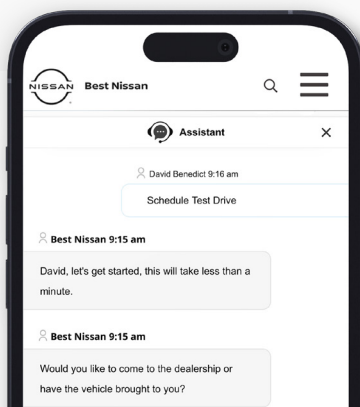 NISSAN Best Nissan
Assistant
David Benedict 9:16 am
Schedule Test Drive
Best Nissan 9:15 am
David, let's get started, this will take less than a
minute.
Best Nissan 9:15 am
Would you like to come to the dealership or
have the vehicle brought to you?